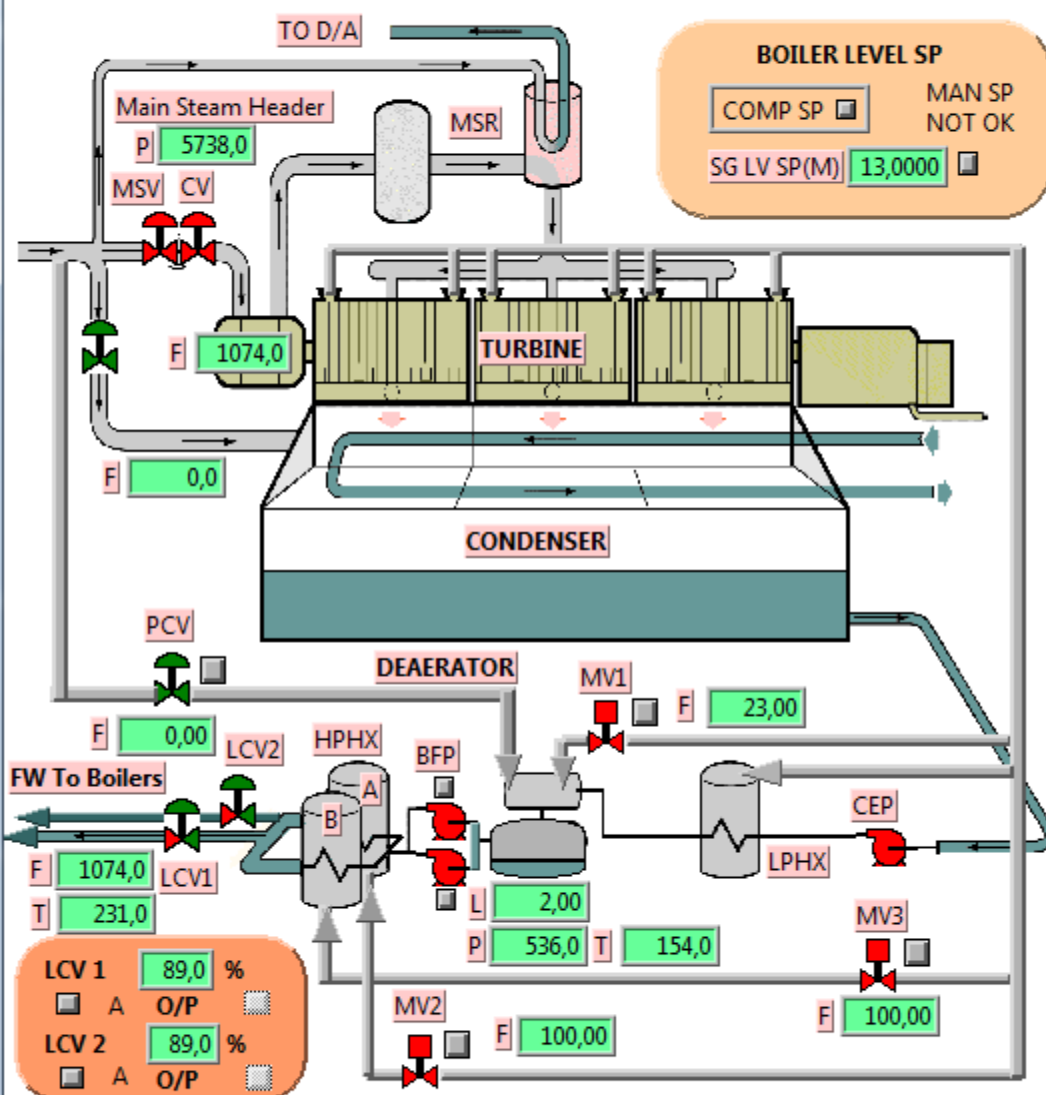 TO D/A
BOILER LEVEL SP
COMP SP
MAN SP
NOT OK
SG LV SP(M) 13,0000
Main Steam Header
P 5738,0
MSR
MSV CV
F 1074,0
TURBINE
F 0,0
CONDENSER
PCV
DEAERATOR
MV1
F 23,00
F 0,00
LCV2
HPHX
BFP
FW To Boilers
A
B
CEP
LPHX
F 1074,0
LCV1
T 231,0
L 2,00
P 536,0 T 154,0
MV3
F 100,00
MV2
F 100,00
LCV 1 89,0 %
A O/P
LCV 2 89,0 %
A O/P